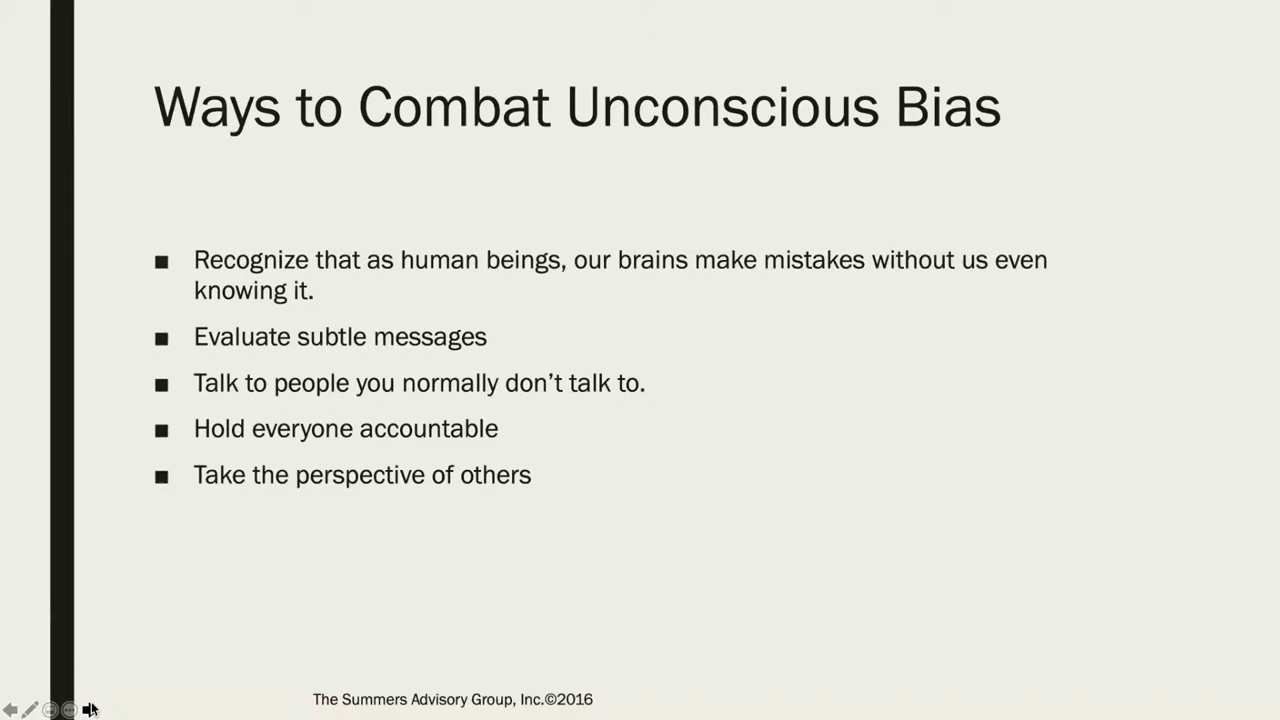 Ways to Combat Unconscious Bias
■ Recognize that as human beings, our brains make mistakes without us even
knowing it.
■ Evaluate subtle messages
■ Talk to people you normally don’t talk to.
■ Hold everyone accountable
■ Take the perspective of others
The Summers Advisory Group, Inc.©2016